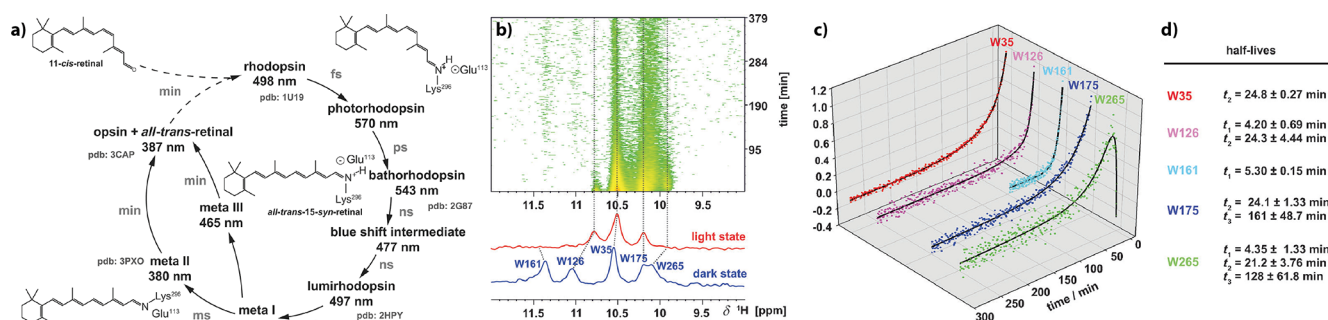 a)
11-cis-retinal
O
N
H
Glu113
Lys296
rhodopsin
498 nm
pdb: 1U19
fs
min
photorhodopsin
570 nm
ps
opsin + all-trans-retinal
pdb: 3CAP
387 nm
Glu113
N
H
Lys296
all-trans-15-syn-retinal
bathorhodopsin
543 nm
pdb: 2G87
ns
min
meta III
465 nm
min
blue shift intermediate
477 nm
ns
pdb: 3PXO
meta II
380 nm
lumirhodopsin
497 nm
pdb: 2HPY
meta I
ms
N
Lys296
Glu113
b)
379
290
190
95
time [min]
11.5 11.0 10.5 10.0 9.5
light state
dark state
W161
W126
W35
W175
W265
11.5 11.0 10.5 10.0 δ 1H [ppm]
c)
W35
W126
W161
W175
W265
1.2
1.0
0.8
0.6
0.4
0.2
0.0
-0.2
-0.4
300
250
200
150
100
50
0
time / min
d)
half-lives
W35
t2 = 24.8 ± 0.27 min
W126
t1 = 4.20 ± 0.69 min
t2 = 24.3 ± 4.44 min
W161
t1 = 5.30 ± 0.15 min
W175
t2 = 24.1 ± 1.33 min
t3 = 161 ± 48.7 min
W265
t1 = 4.35 ± 1.33 min
t2 = 21.2 ± 3.76 min
t3 = 128 ± 61.8 min